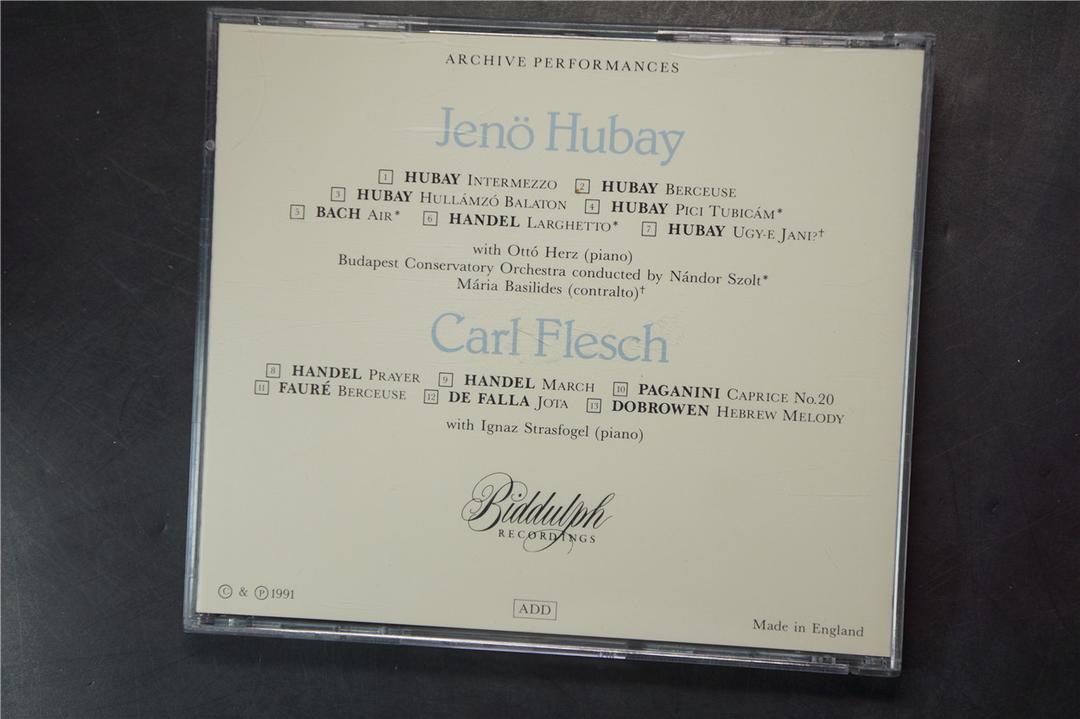 ARCHIVE PERFORMANCES
Jenö Hubay
1 HUBAY INTERMEZZO 2 HUBAY BERCEUSE
3 HUBAY HULLÁMZÓ BALATON 4 HUBAY PICI TUBICÁM*
5 BACH AIR* 6 HANDEL LARGHETTO* 7 HUBAY UGY-E JANI?†
with Ottó Herz (piano)
Budapest Conservatory Orchestra conducted by Nándor Szolt*
Mária Basilides (contralto)†
Carl Flesch
8 HANDEL PRAYER 9 HANDEL MARCH 10 PAGANINI CAPRICE No.20
11 FAURÉ BERCEUSE 12 DE FALLA JOTA 13 DOBROWEN HEBREW MELODY
with Ignaz Strasfogel (piano)
Biddulph
RECORDINGS
© & ℗ 1991
ADD
Made in England